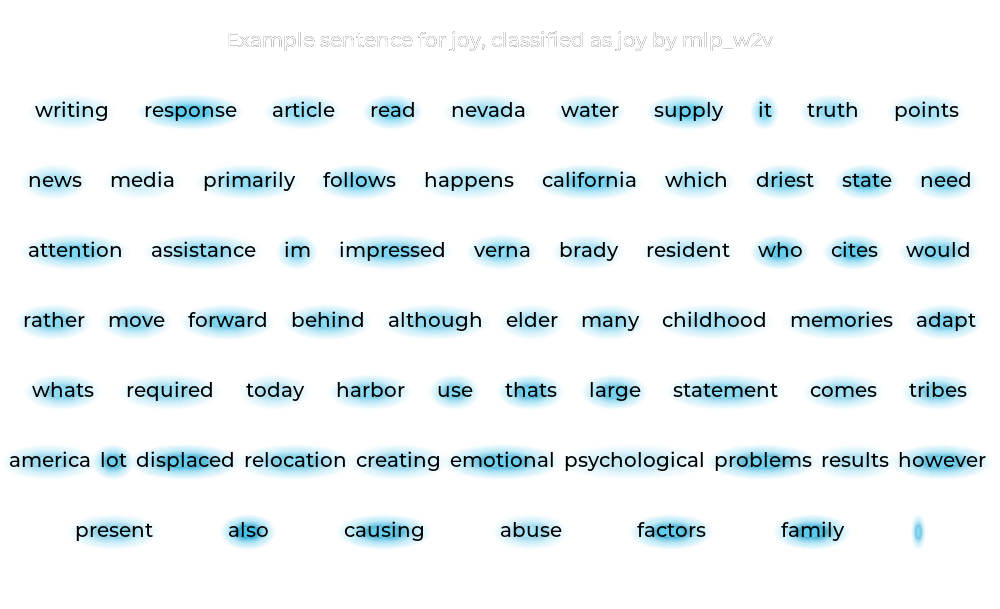 Example sentence for joy, classified as joy by mlp_w2v
writing response article read nevada water supply it truth points
news media primarily follows happens california which driest state need
attention assistance im impressed verna brady resident who cites would
rather move forward behind although elder many childhood memories adapt
whats required today harbor use thats large statement comes tribes
america lot displaced relocation creating emotional psychological problems results however
present also causing abuse factors family